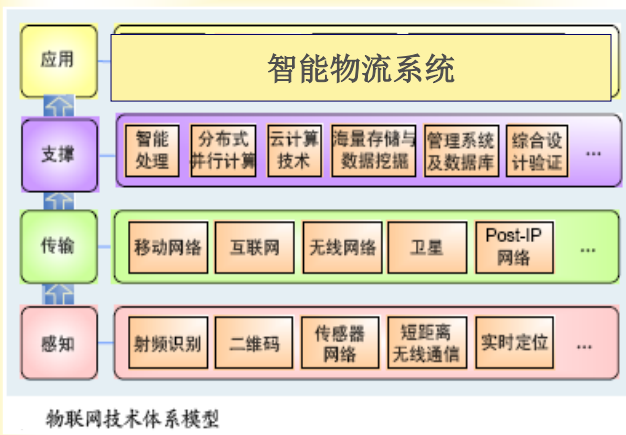 应用
智能物流系统
支撑
智能
处理
分布式
并行计算
云计算
技术
海量存储与
数据挖掘
管理系统
及数据库
综合设
计验证
...
传输
移动网络
互联网
无线网络
卫星
Post-IP
网络
...
感知
射频识别
二维码
传感器
网络
短距离
无线通信
实时定位
...
物联网技术体系模型